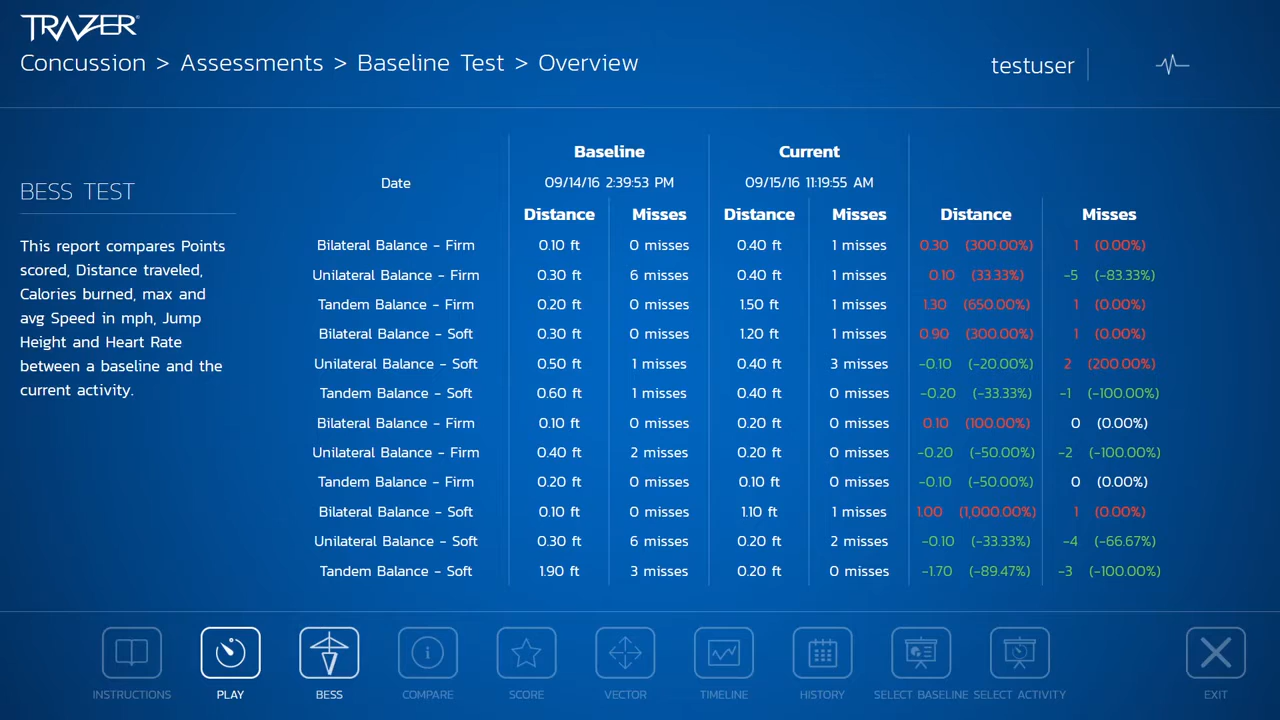 TRAZER
Concussion > Assessments > Baseline Test > Overview
testuser
BESS TEST
This report compares Points
scored, Distance traveled,
Calories burned, max and
avg Speed in mph, Jump
Height and Heart Rate
between a baseline and the
current activity.
Baseline Current
Date 09/14/16 2:39:53 PM 09/15/16 11:19:55 AM
Distance Misses Distance Misses Distance Misses
Bilateral Balance - Firm 0.10 ft 0 misses 0.40 ft 1 misses 0.30 (300.00%) 1 (0.00%)
Unilateral Balance - Firm 0.30 ft 6 misses 0.40 ft 1 misses 0.10 (33.33%) -5 (-83.33%)
Tandem Balance - Firm 0.20 ft 0 misses 1.50 ft 1 misses 1.30 (650.00%) 1 (0.00%)
Bilateral Balance - Soft 0.30 ft 0 misses 1.20 ft 1 misses 0.90 (300.00%) 1 (0.00%)
Unilateral Balance - Soft 0.50 ft 1 misses 0.40 ft 3 misses -0.10 (-20.00%) 2 (200.00%)
Tandem Balance - Soft 0.60 ft 1 misses 0.40 ft 0 misses -0.20 (-33.33%) -1 (-100.00%)
Bilateral Balance - Firm 0.10 ft 0 misses 0.20 ft 0 misses 0.10 (100.00%) 0 (0.00%)
Unilateral Balance - Firm 0.40 ft 2 misses 0.20 ft 0 misses -0.20 (-50.00%) -2 (-100.00%)
Tandem Balance - Firm 0.20 ft 0 misses 0.10 ft 0 misses -0.10 (-50.00%) 0 (0.00%)
Bilateral Balance - Soft 0.10 ft 0 misses 1.10 ft 1 misses 1.00 (1,000.00%) 1 (0.00%)
Unilateral Balance - Soft 0.30 ft 6 misses 0.20 ft 2 misses -0.10 (-33.33%) -4 (-66.67%)
Tandem Balance - Soft 1.90 ft 3 misses 0.20 ft 0 misses -1.70 (-89.47%) -3 (-100.00%)
INSTRUCTIONS PLAY BESS COMPARE SCORE VECTOR TIMELINE HISTORY SELECT BASELINE SELECT ACTIVITY EXIT